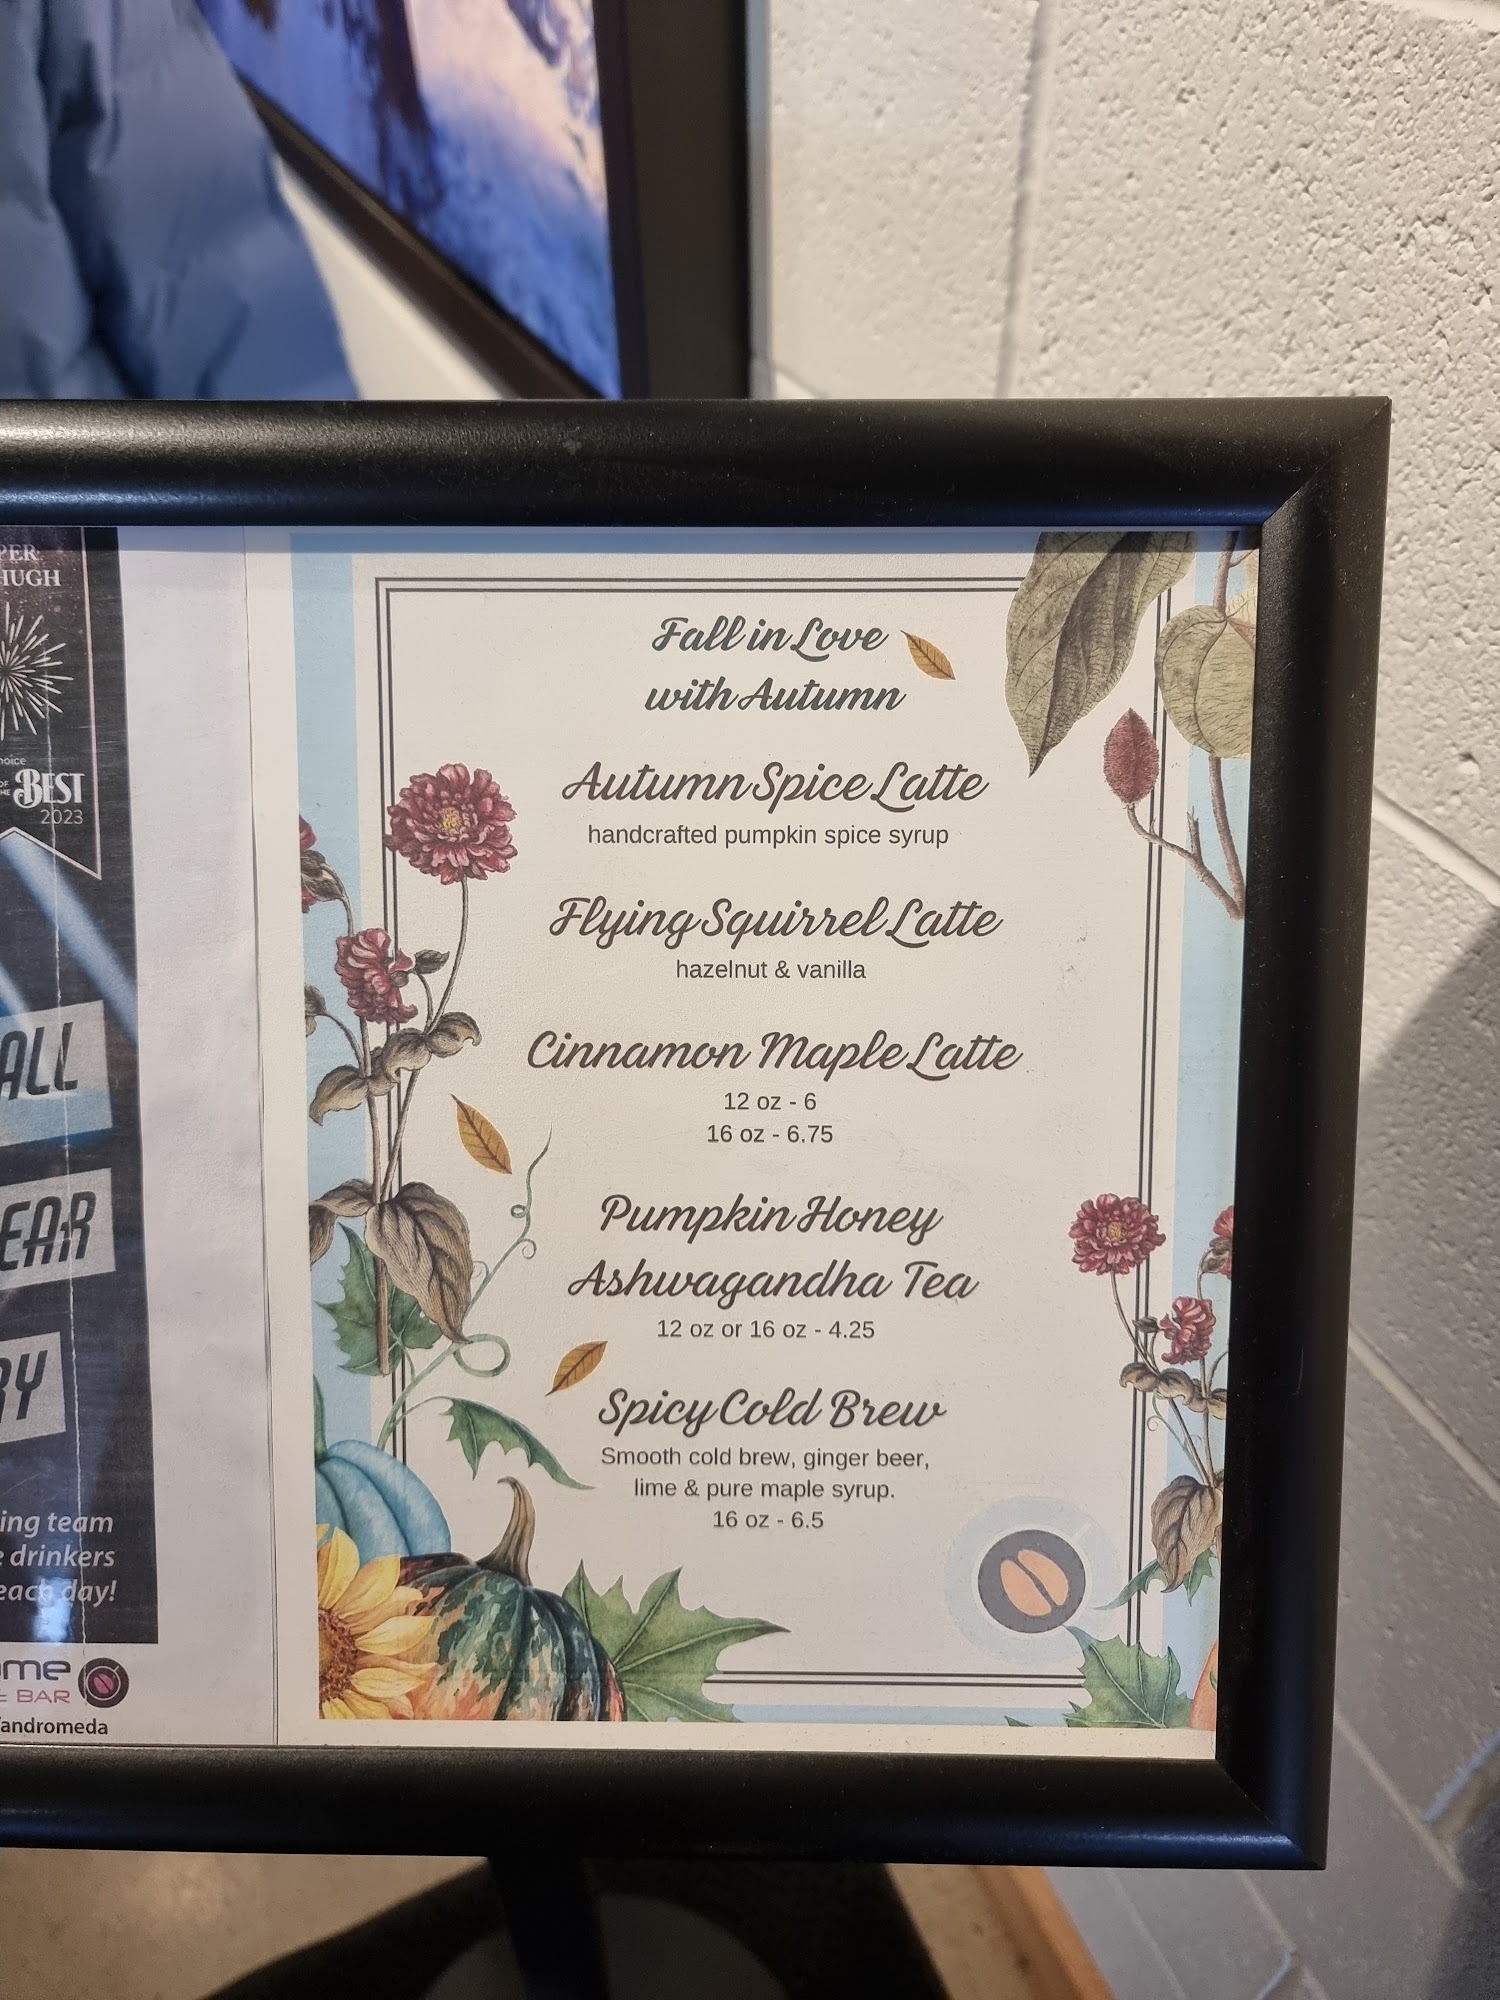 PER
HUGH
BEST
2023
ALL
EAR
RY
ing team
e drinkers
each day!
ome
BAR
/andromeda
Fall in Love
with Autumn
Autumn Spice Latte
handcrafted pumpkin spice syrup
Flying Squirrel Latte
hazelnut & vanilla
Cinnamon Maple Latte
12 oz - 6
16 oz - 6.75
Pumpkin Honey
Ashwagandha Tea
12 oz or 16 oz - 4.25
Spicy Cold Brew
Smooth cold brew, ginger beer,
lime & pure maple syrup.
16 oz - 6.5